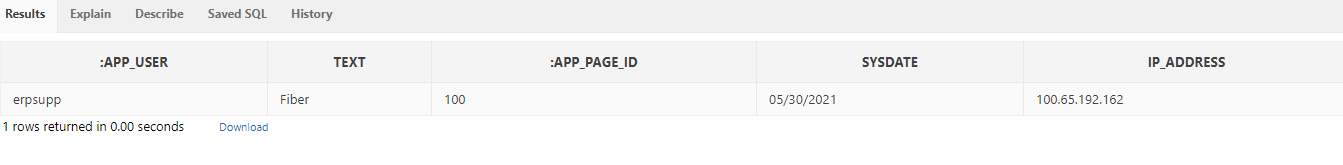 Results Explain Describe Saved SQL History
:APP_USER TEXT :APP_PAGE_ID SYSDATE IP_ADDRESS
erpsupp Fiber 100 05/30/2021 100.65.192.162
1 rows returned in 0.00 seconds Download